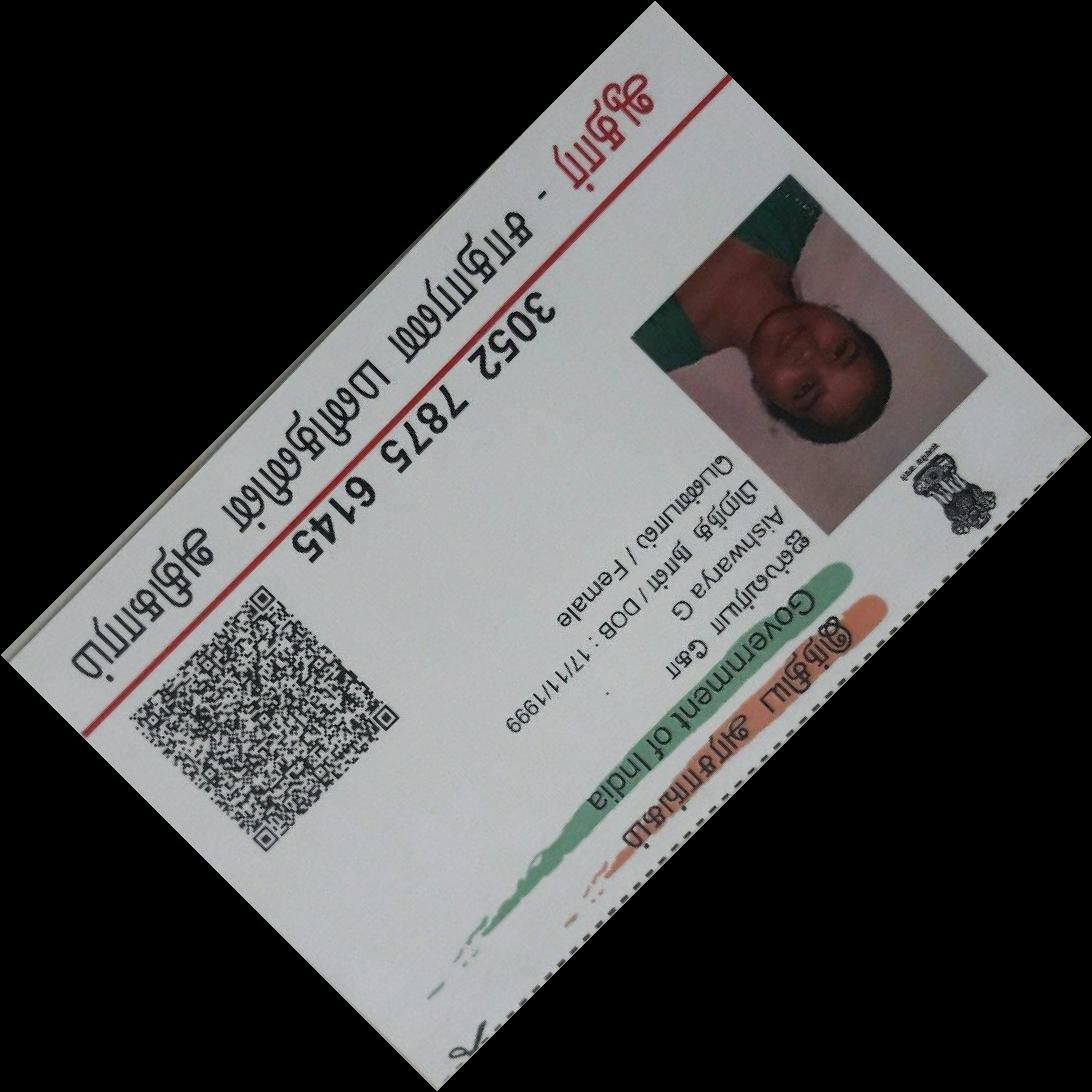 இந்திய அரசாங்கம்
Government of India
ஐஸ்வர்யா கோ
Aishwarya G
பிறந்த நாள் / DOB : 17/11/1999
பெண்பால் / Female
3052 7875 6145
ஆதார் - சாதாரண மனிதனின் அதிகாரம்